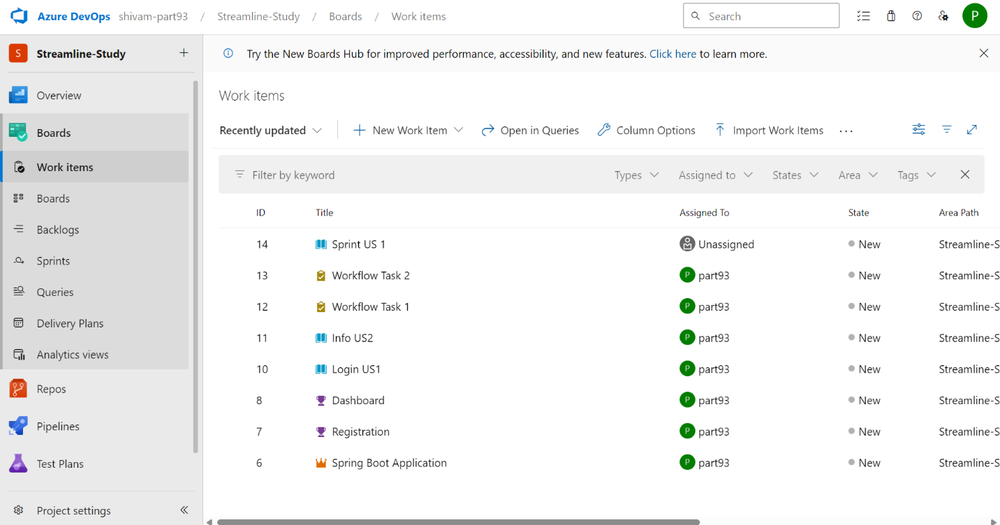 Azure DevOps shivam-part93 / Streamline-Study / Boards / Work items Search P
S Streamline-Study +
Try the New Boards Hub for improved performance, accessibility, and new features. Click here to learn more.
Overview
Boards
Work items
Boards
Backlogs
Sprints
Queries
Delivery Plans
Analytics views
Repos
Pipelines
Test Plans
Project settings
Work items
Recently updated New Work Item Open in Queries Column Options Import Work Items ...
Filter by keyword Types Assigned to States Area Tags
ID Title Assigned To State Area Path
14 Sprint US 1 Unassigned New Streamline-S
13 Workflow Task 2 P part93 New Streamline-S
12 Workflow Task 1 P part93 New Streamline-S
11 Info US2 P part93 New Streamline-S
10 Login US1 P part93 New Streamline-S
8 Dashboard P part93 New Streamline-S
7 Registration P part93 New Streamline-S
6 Spring Boot Application P part93 New Streamline-S